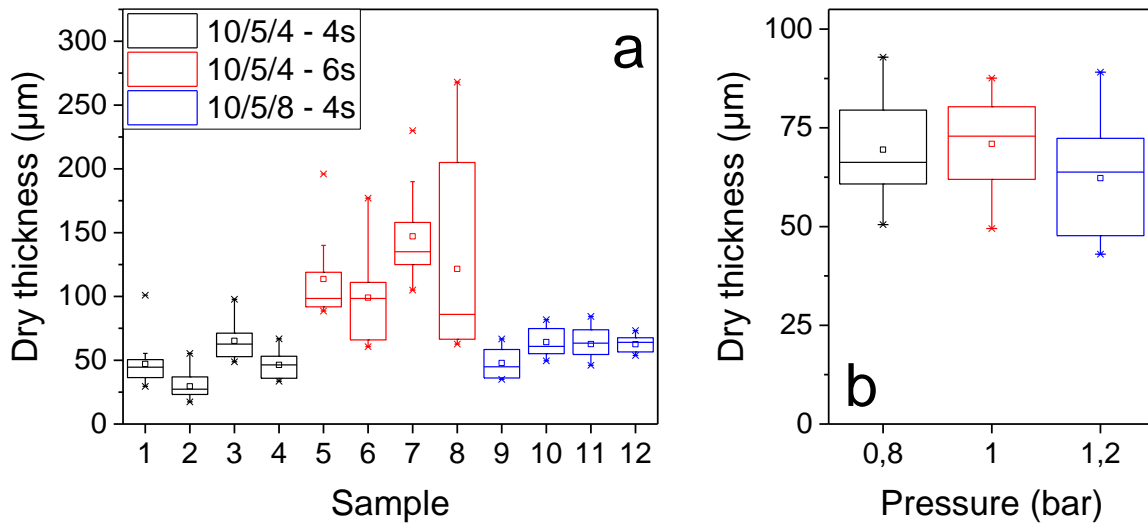 10/5/4 - 4s
10/5/4 - 6s
10/5/8 - 4s
a
Dry thickness (µm)
300
250
200
150
100
50
0
1 2 3 4 5 6 7 8 9 10 11 12
Sample
b
Dry thickness (µm)
100
75
50
25
0
0,8 1 1,2
Pressure (bar)